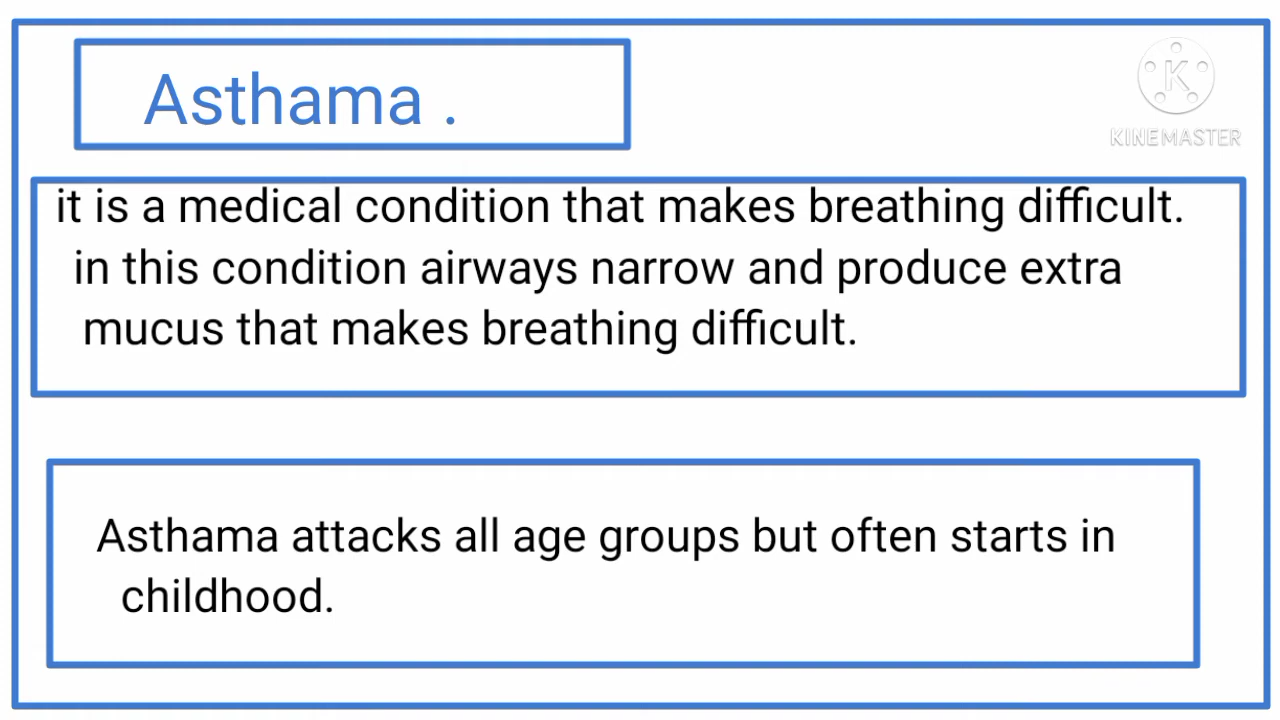 Asthama .
K
KINEMASTER
it is a medical condition that makes breathing difficult.
in this condition airways narrow and produce extra
mucus that makes breathing difficult.
Asthama attacks all age groups but often starts in
childhood.